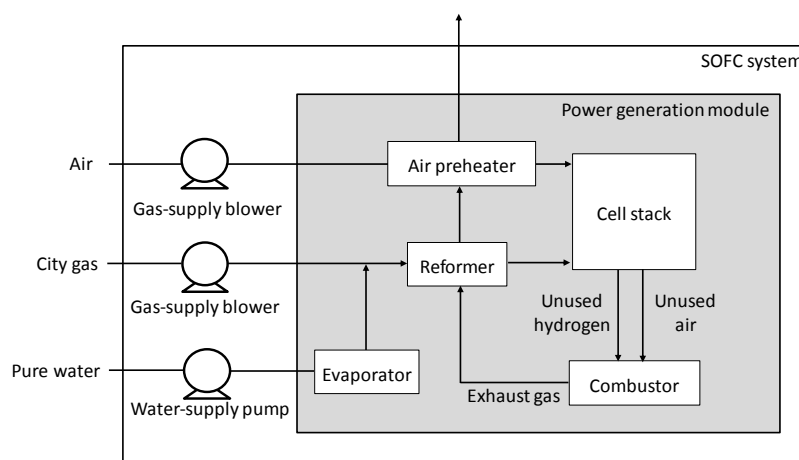 SOFC system
Power generation module
Air
Air preheater
Gas-supply blower
Cell stack
City gas
Reformer
Gas-supply blower
Unused
hydrogen
Unused
air
Pure water
Evaporator
Combustor
Exhaust gas
Water-supply pump